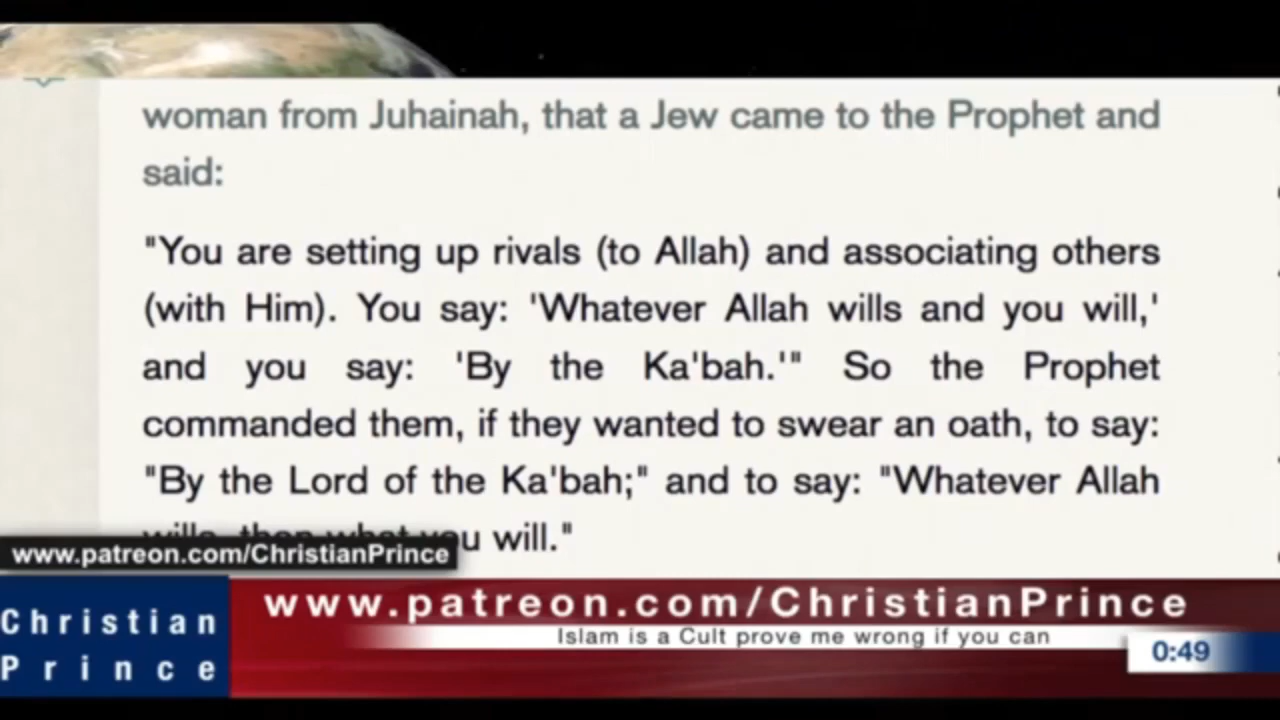 woman from Juhainah, that a Jew came to the Prophet and
said:
"You are setting up rivals (to Allah) and associating others
(with Him). You say: 'Whatever Allah wills and you will,'
and you say: 'By the Ka'bah.'" So the Prophet
commanded them, if they wanted to swear an oath, to say:
"By the Lord of the Ka'bah;" and to say: "Whatever Allah
wills, then what you will."
www.patreon.com/ChristianPrince
www.patreon.com/ChristianPrince
Christian
Prince
Islam is a Cult prove me wrong if you can
0:49